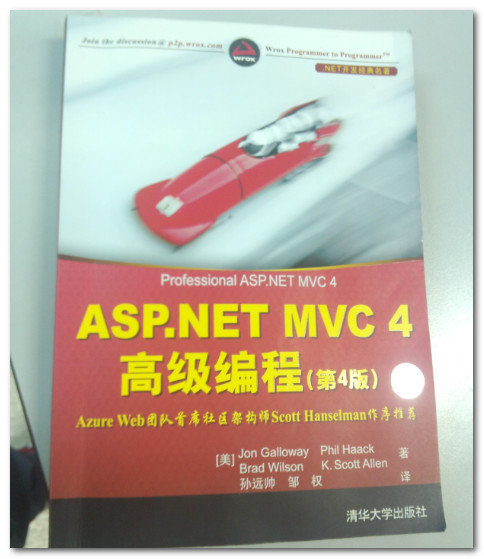 Join the discussion @ p2p.wrox.com
Wrox Programmer to Programmer™
wrox
.NET开发经典名著
Professional ASP.NET MVC 4
ASP.NET MVC 4
高级编程(第4版)
Azure Web团队首席社区架构师Scott Hanselman作序推荐
[美] Jon Galloway Phil Haack 著
Brad Wilson K. Scott Allen
孙远帅 邹 权 译
清华大学出版社